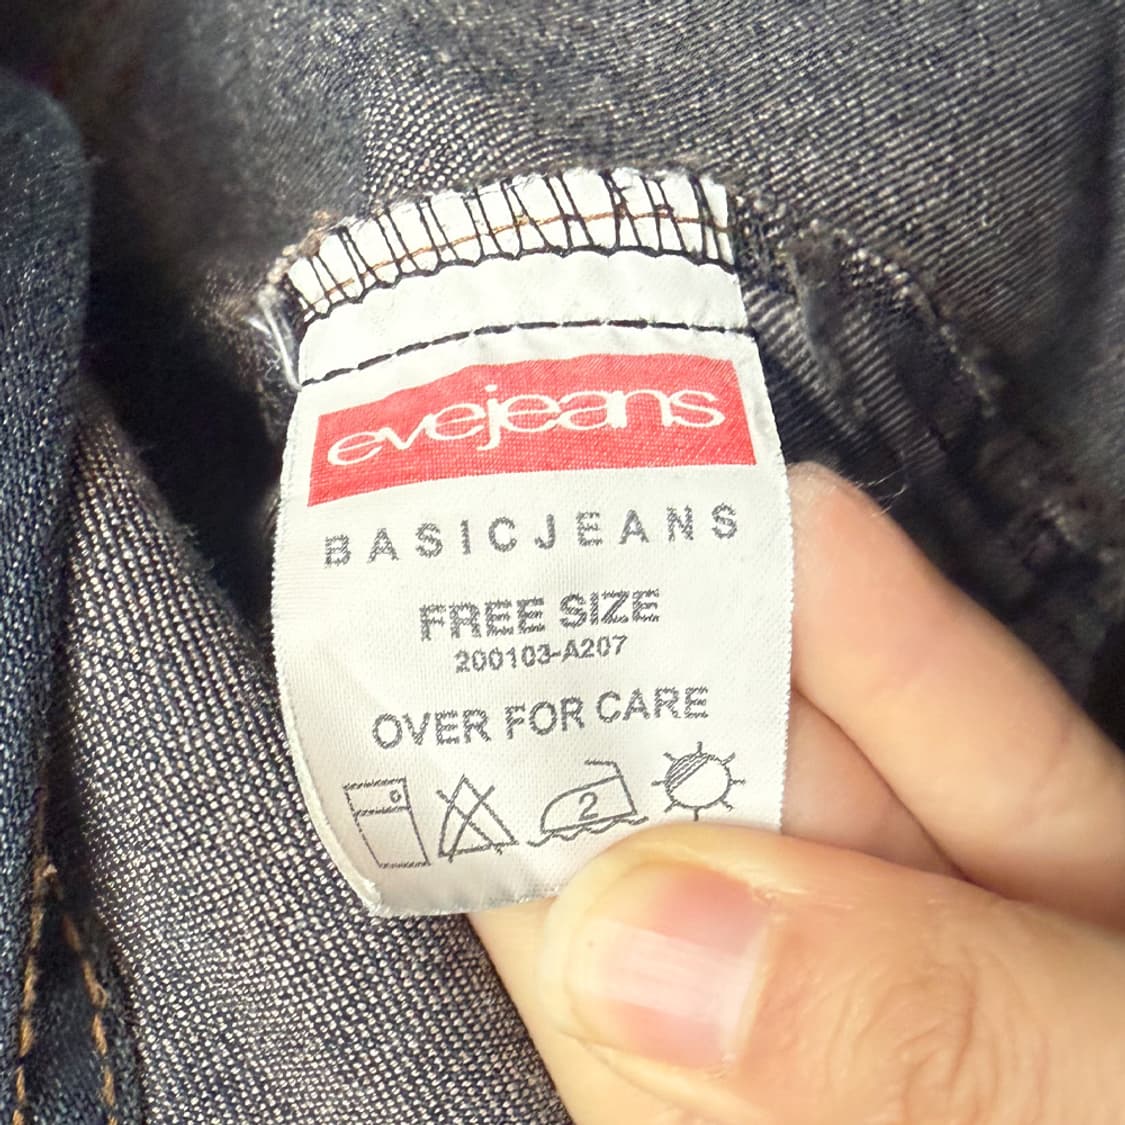 evejeans
BASICJEANS
FREE SIZE
200103-A207
OVER FOR CARE
2